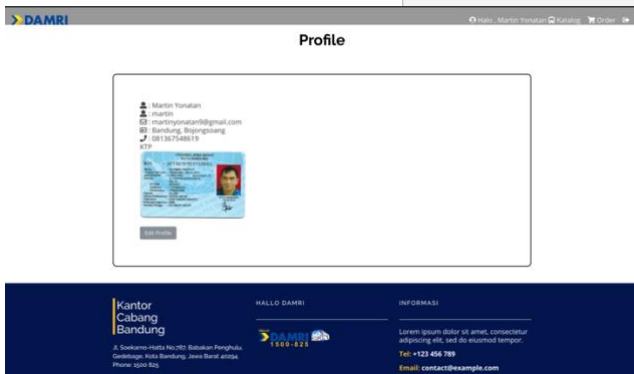 DAMRI
Halo , Martin Yonatan Katalog Order
Profile
: Martin Yonatan
: martin
: martinyonatan9@gmail.com
: Bandung, Bojongsoang
: 081367548619
KTP
Edit Profile
Kantor
Cabang
Bandung
Jl. Soekarno-Hatta No.787, Babakan Penghulu,
Gedebage, Kota Bandung, Jawa Barat 40294
Phone: 1500 825
HALLO DAMRI
DAMRI
1500-825
INFORMASI
Lorem ipsum dolor sit amet, consectetur
adipiscing elit, sed do eiusmod tempor.
Tel: +123 456 789
Email: contact@example.com